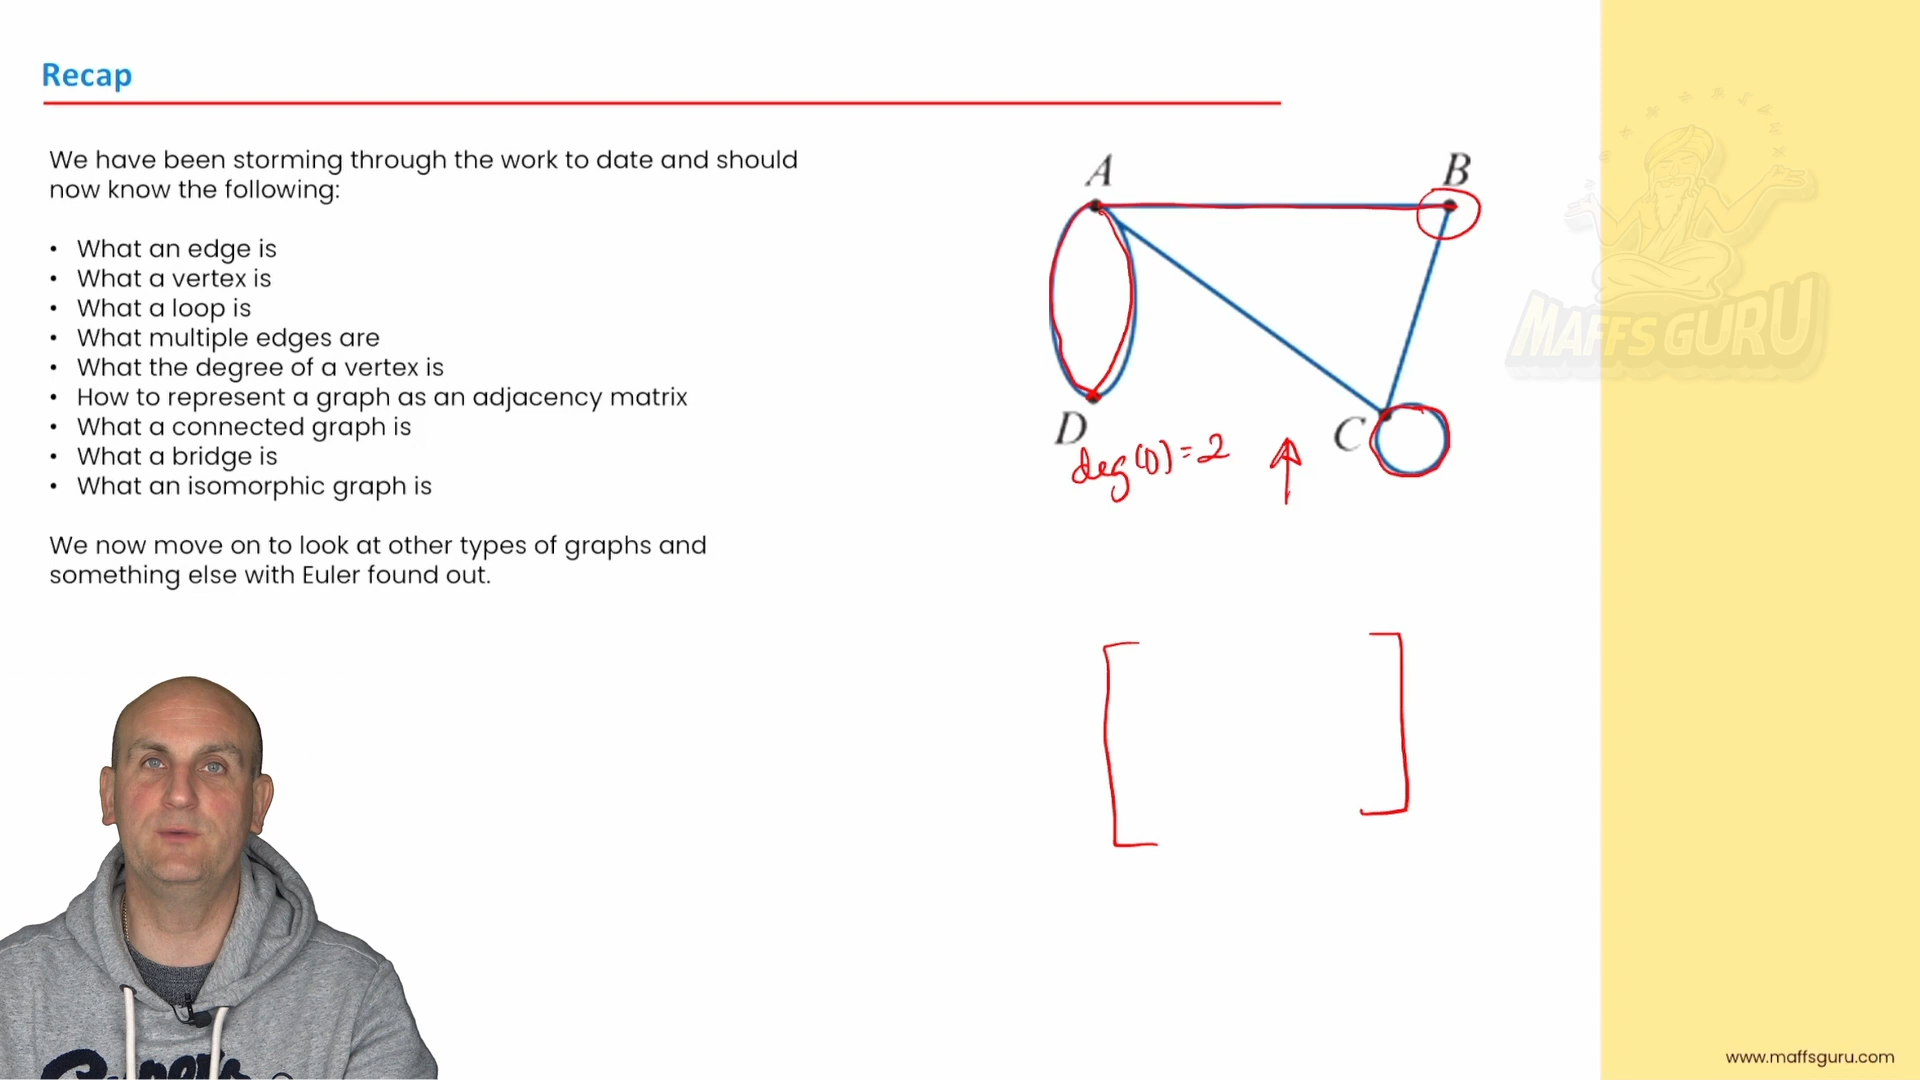 Recap
We have been storming through the work to date and should
now know the following:
• What an edge is
• What a vertex is
• What a loop is
• What multiple edges are
• What the degree of a vertex is
• How to represent a graph as an adjacency matrix
• What a connected graph is
• What a bridge is
• What an isomorphic graph is
We now move on to look at other types of graphs and
something else with Euler found out.
A
B
D
C
deg(D)=2
MAFFS GURU
www.maffsguru.com